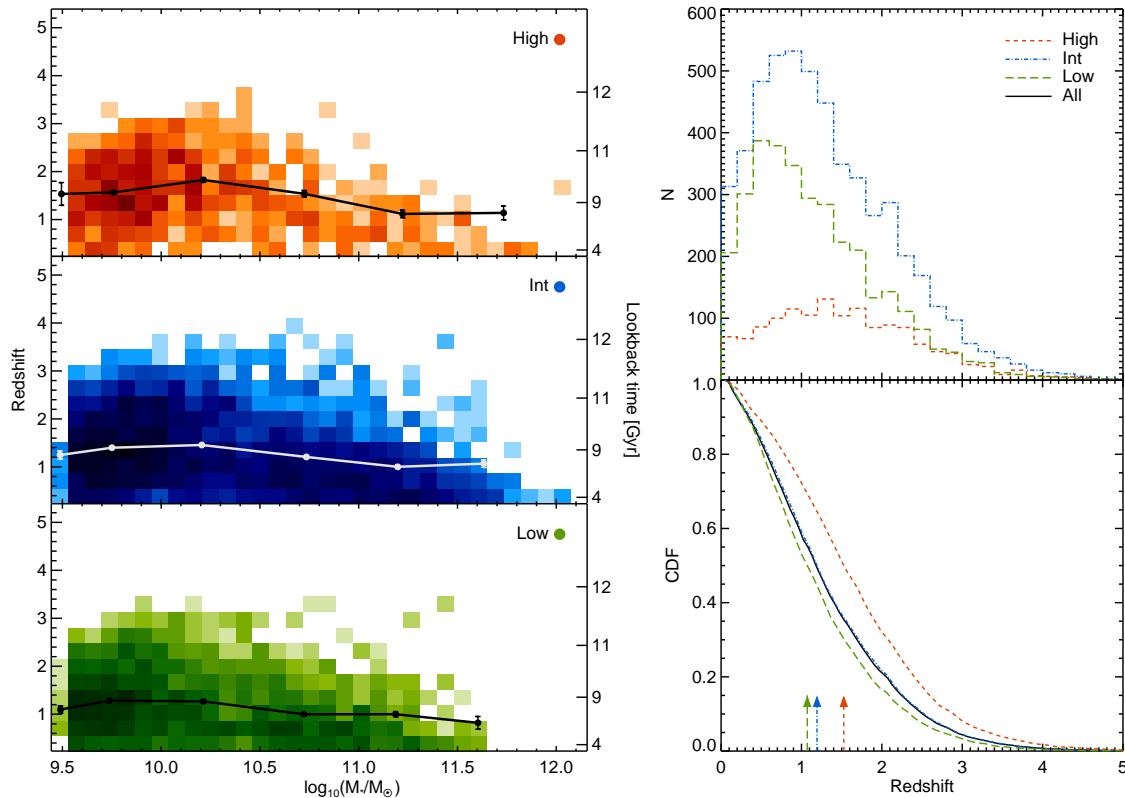 High
5
4
3
2
1
12
11
9
4
Int
5
4
3
2
1
12
11
9
4
Low
5
4
3
2
1
12
11
9
4
Redshift
Lookback time [Gyr]
9.5 10.0 10.5 11.0 11.5 12.0
log10(M*/M☉)
600
500
400
300
200
100
N
High
Int
Low
All
1.0
0.8
0.6
0.4
0.2
0.0
CDF
0 1 2 3 4 5
Redshift